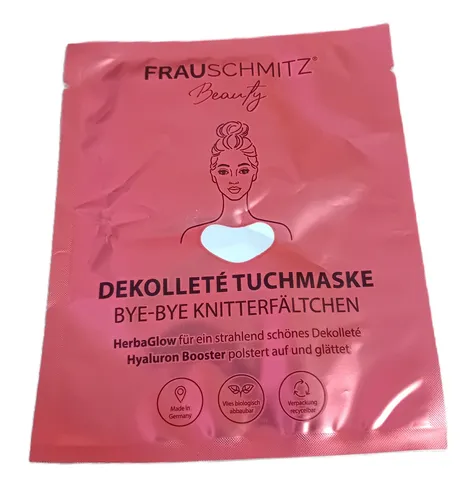 FRAUSCHMITZ®
Beauty
DEKOLLETÉ TUCHMASKE
BYE-BYE KNITTERFÄLTCHEN
HerbaGlow für ein strahlend schönes Dekolleté
Hyaluron Booster polstert auf und glättet
Made in
Germany
Vlies biologisch
abbaubar
Verpackung
recycelbar